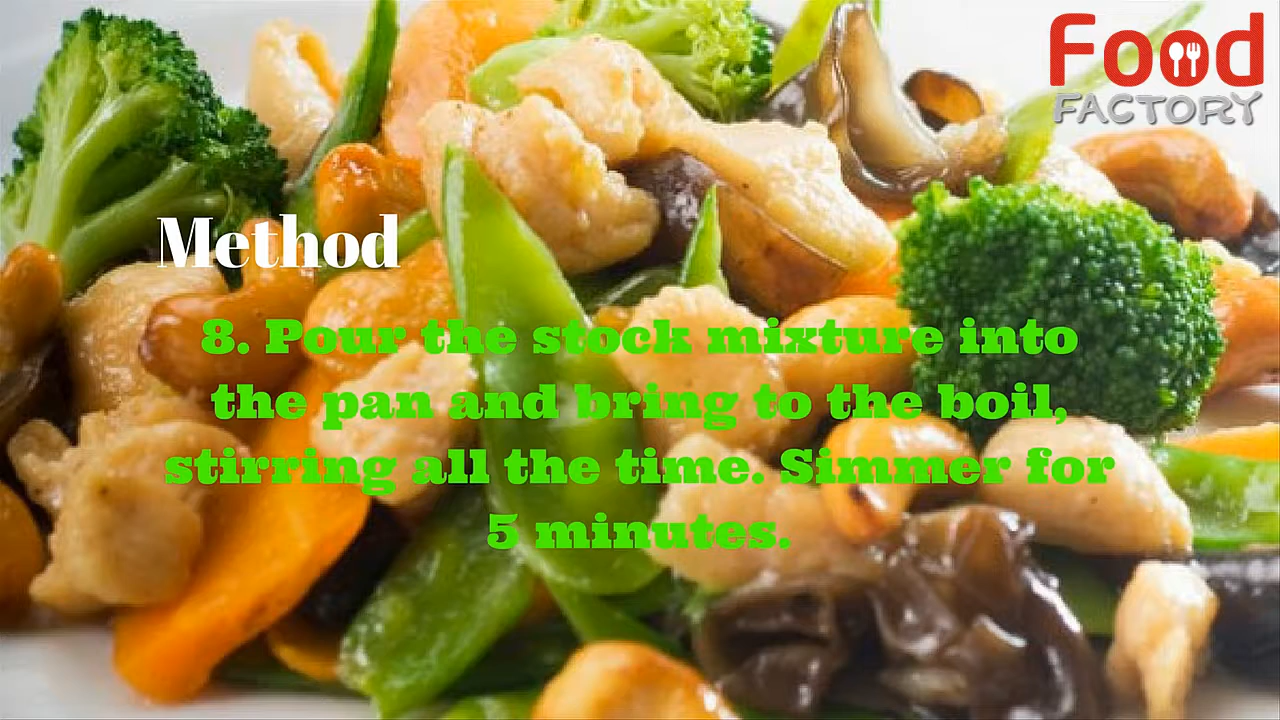 Food
FACTORY
Method
8. Pour the stock mixture into
the pan and bring to the boil,
stirring all the time. Simmer for
5 minutes.